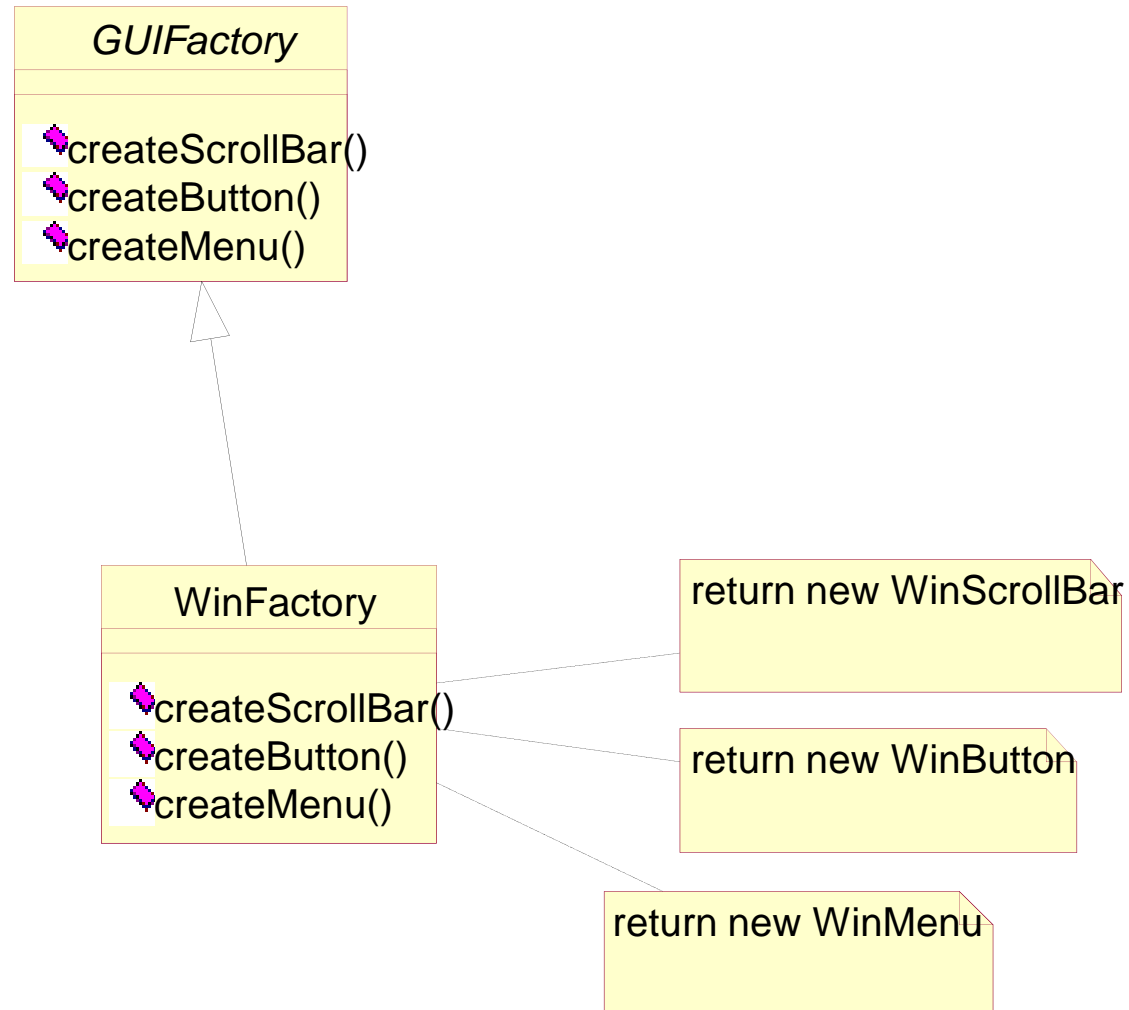 GUIFactory
createScrollBar()
createButton()
createMenu()
WinFactory
createScrollBar()
createButton()
createMenu()
return new WinScrollBar
return new WinButton
return new WinMenu